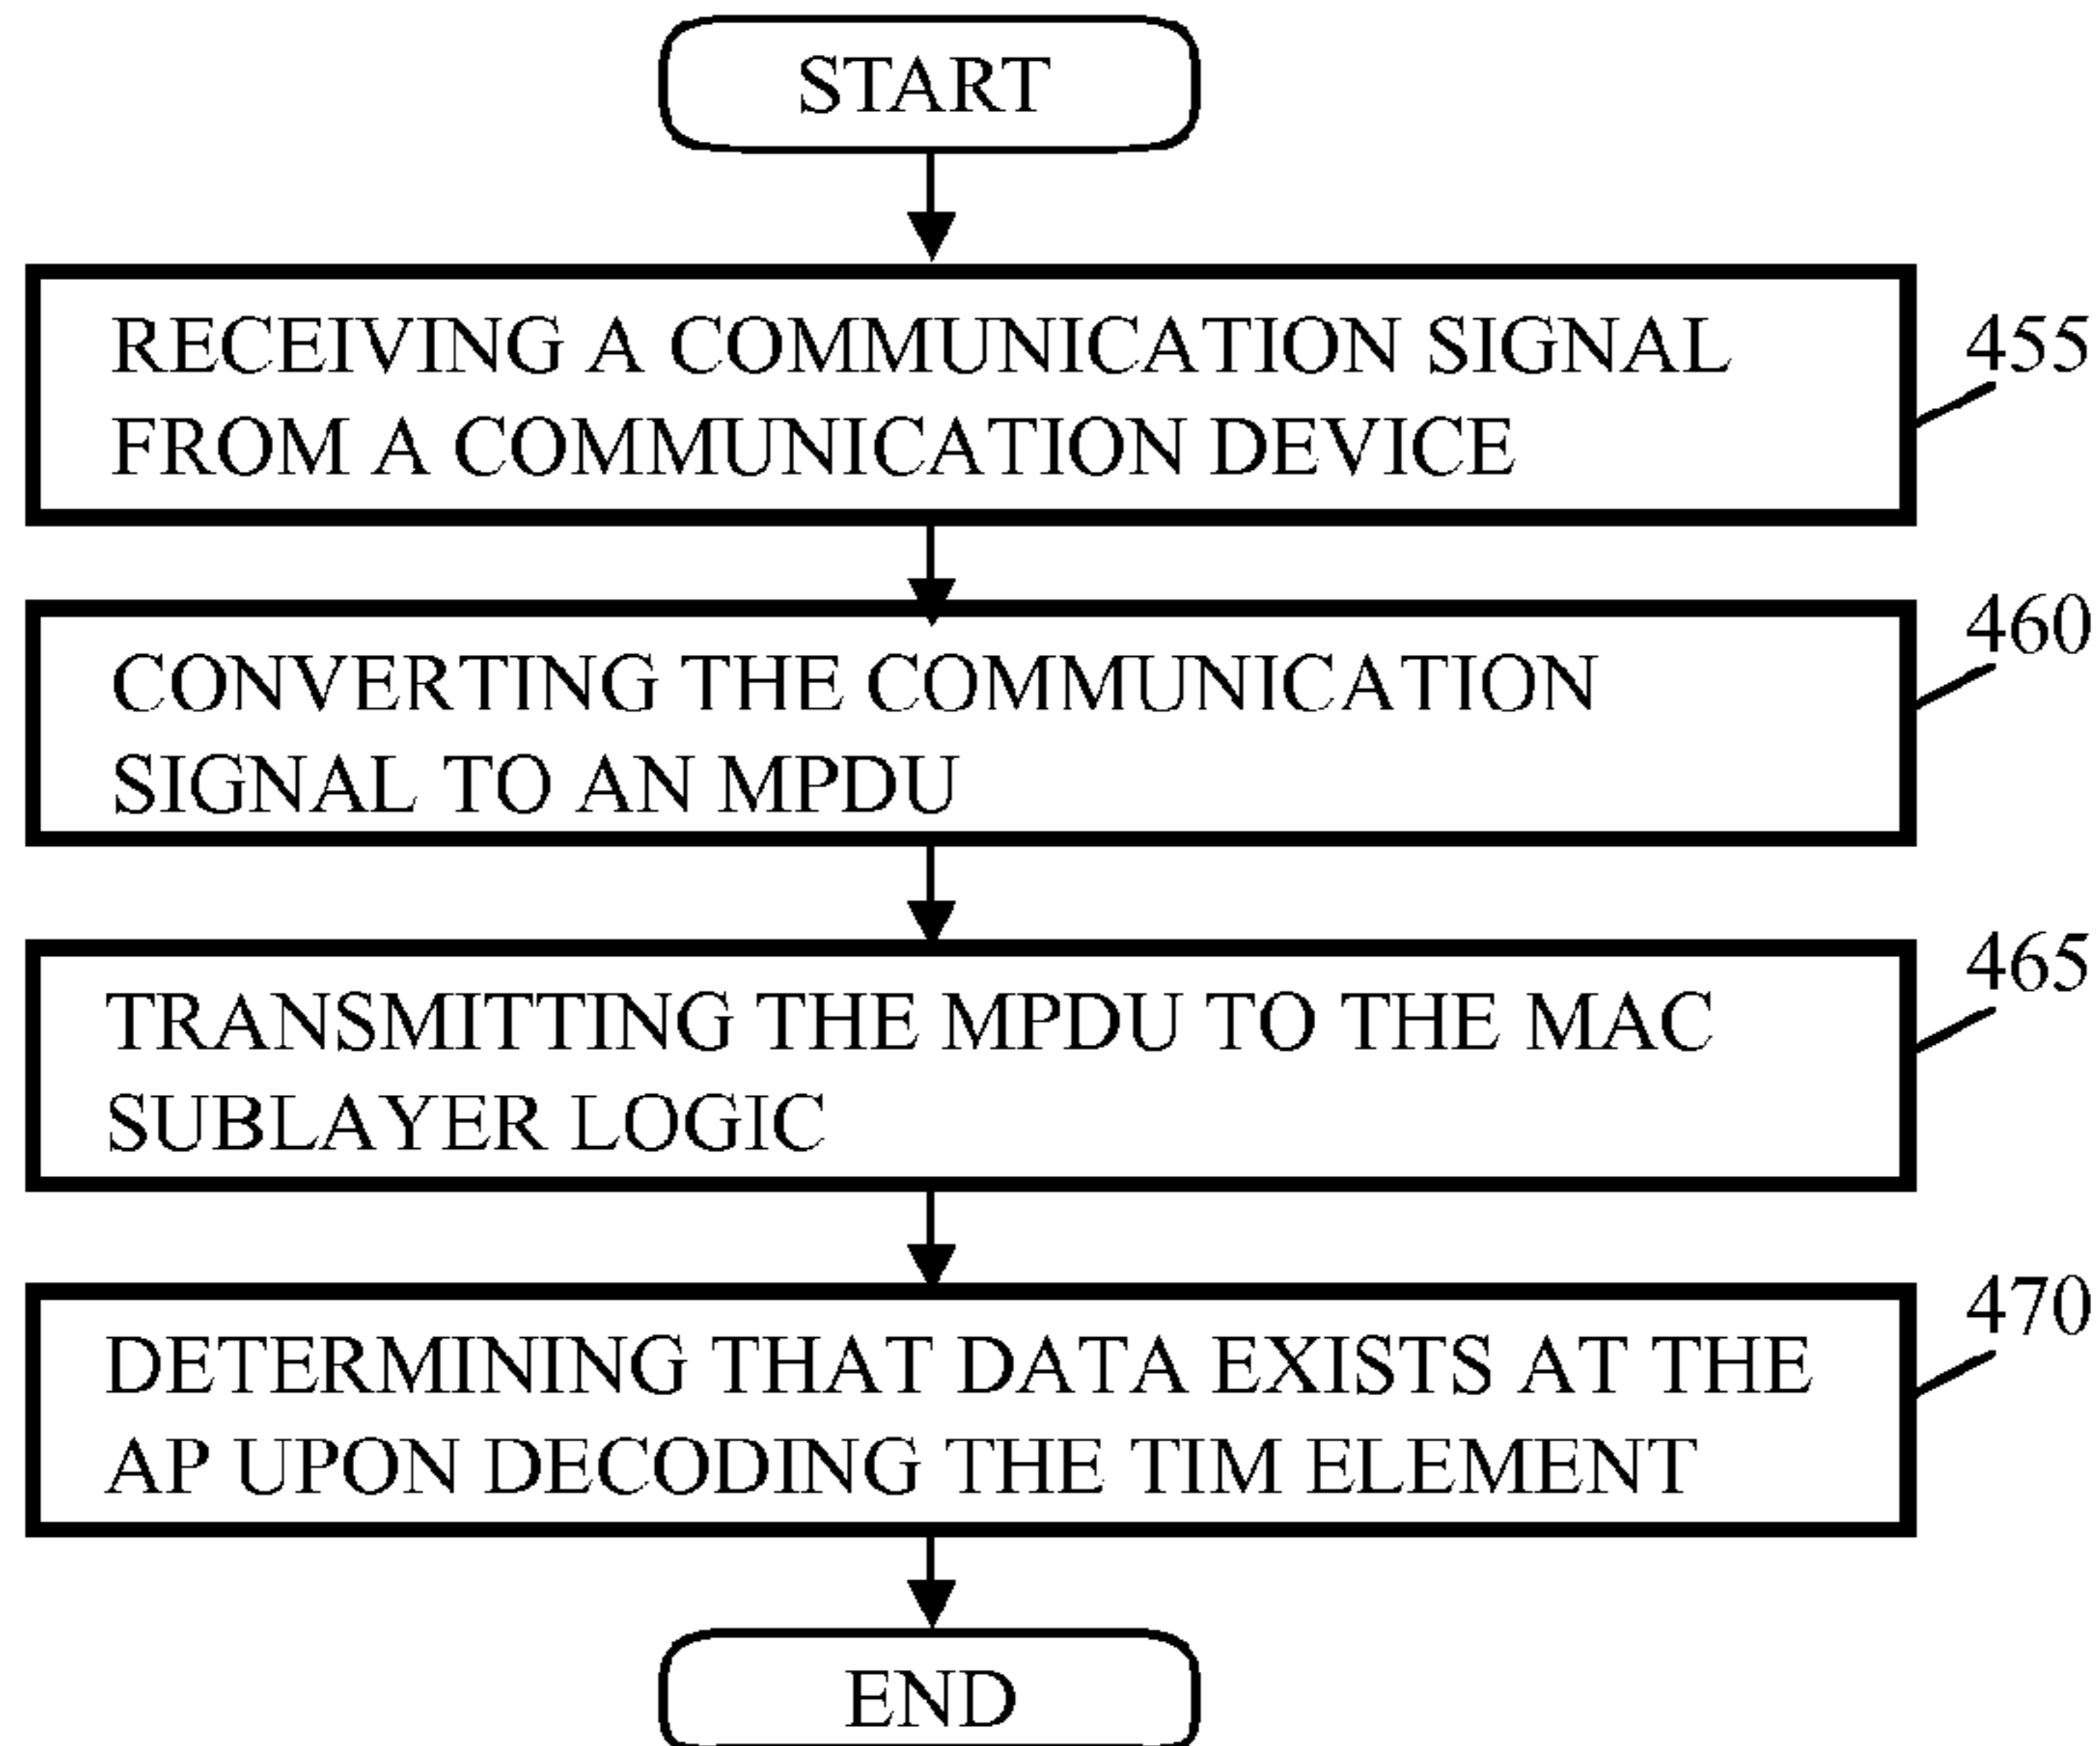 START
RECEIVING A COMMUNICATION SIGNAL
FROM A COMMUNICATION DEVICE
455
CONVERTING THE COMMUNICATION
SIGNAL TO AN MPDU
460
TRANSMITTING THE MPDU TO THE MAC
SUBLAYER LOGIC
465
DETERMINING THAT DATA EXISTS AT THE
AP UPON DECODING THE TIM ELEMENT
470
END